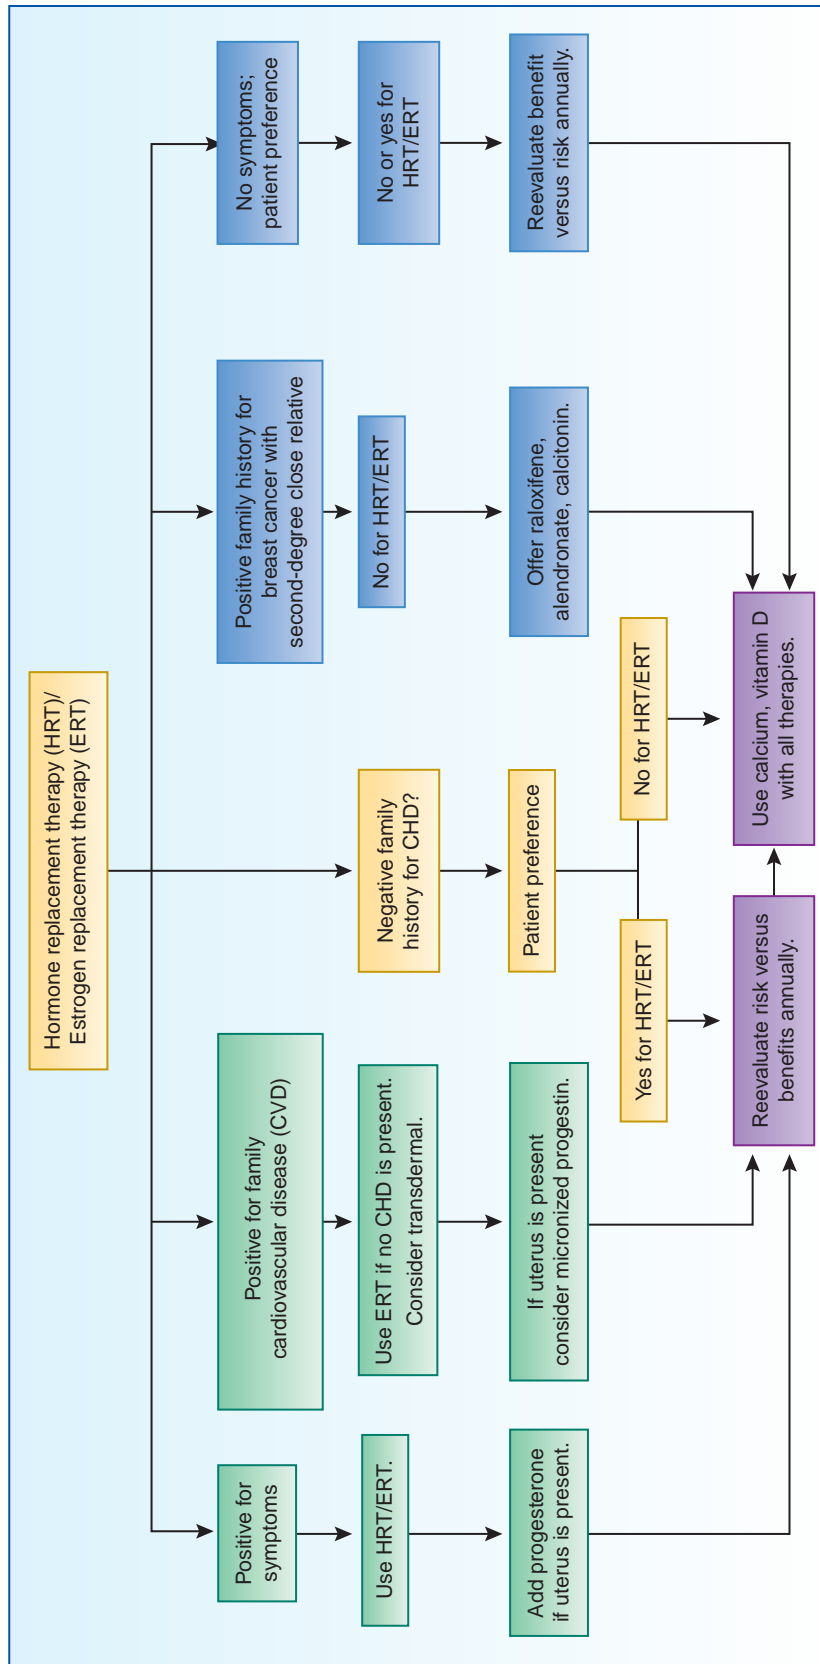 Hormone replacement therapy (HRT)/
Estrogen replacement therapy (ERT)
Positive for
symptoms
Use HRT/ERT.
Add progesterone
if uterus is present.
Positive for family
cardiovascular disease (CVD)
Use ERT if no CHD is present.
Consider transdermal.
If uterus is present
consider micronized progestin.
Negative family
history for CHD?
Patient preference
Yes for HRT/ERT
No for HRT/ERT
Positive family history for
breast cancer with
second-degree close relative
No for HRT/ERT
Offer raloxifene,
alendronate, calcitonin.
No symptoms;
patient preference
No or yes for
HRT/ERT
Reevaluate benefit
versus risk annually.
Reevaluate risk versus
benefits annually.
Use calcium, vitamin D
with all therapies.